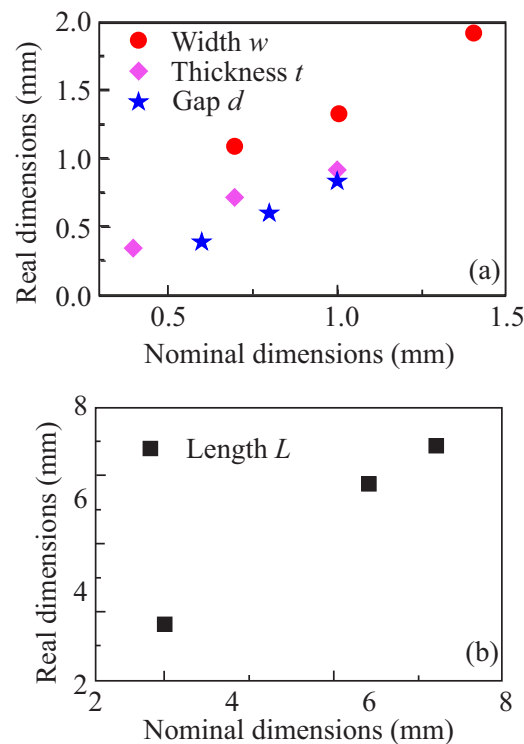 2.0
1.5
1.0
0.5
0.0
Real dimensions (mm)
Width w
Thickness t
Gap d
(a)
0.5
1.0
1.5
Nominal dimensions (mm)
8
6
4
2
Real dimensions (mm)
Length L
(b)
2
4
6
8
Nominal dimensions (mm)